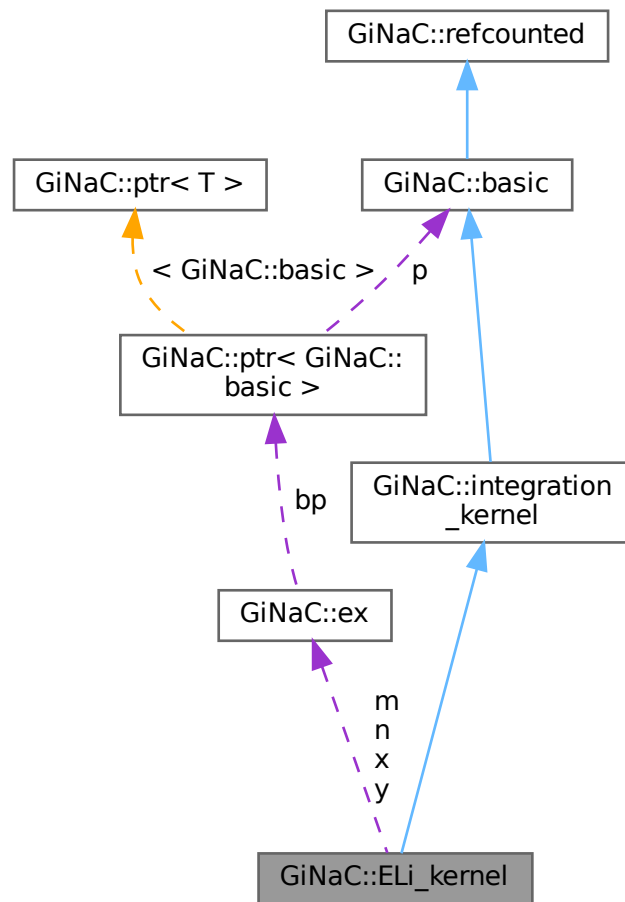 GiNaC::refcounted
GiNaC::ptr< T >
GiNaC::basic
< GiNaC::basic >
p
GiNaC::ptr< GiNaC::
basic >
bp
GiNaC::integration
_kernel
GiNaC::ex
m
n
x
y
GiNaC::ELi_kernel